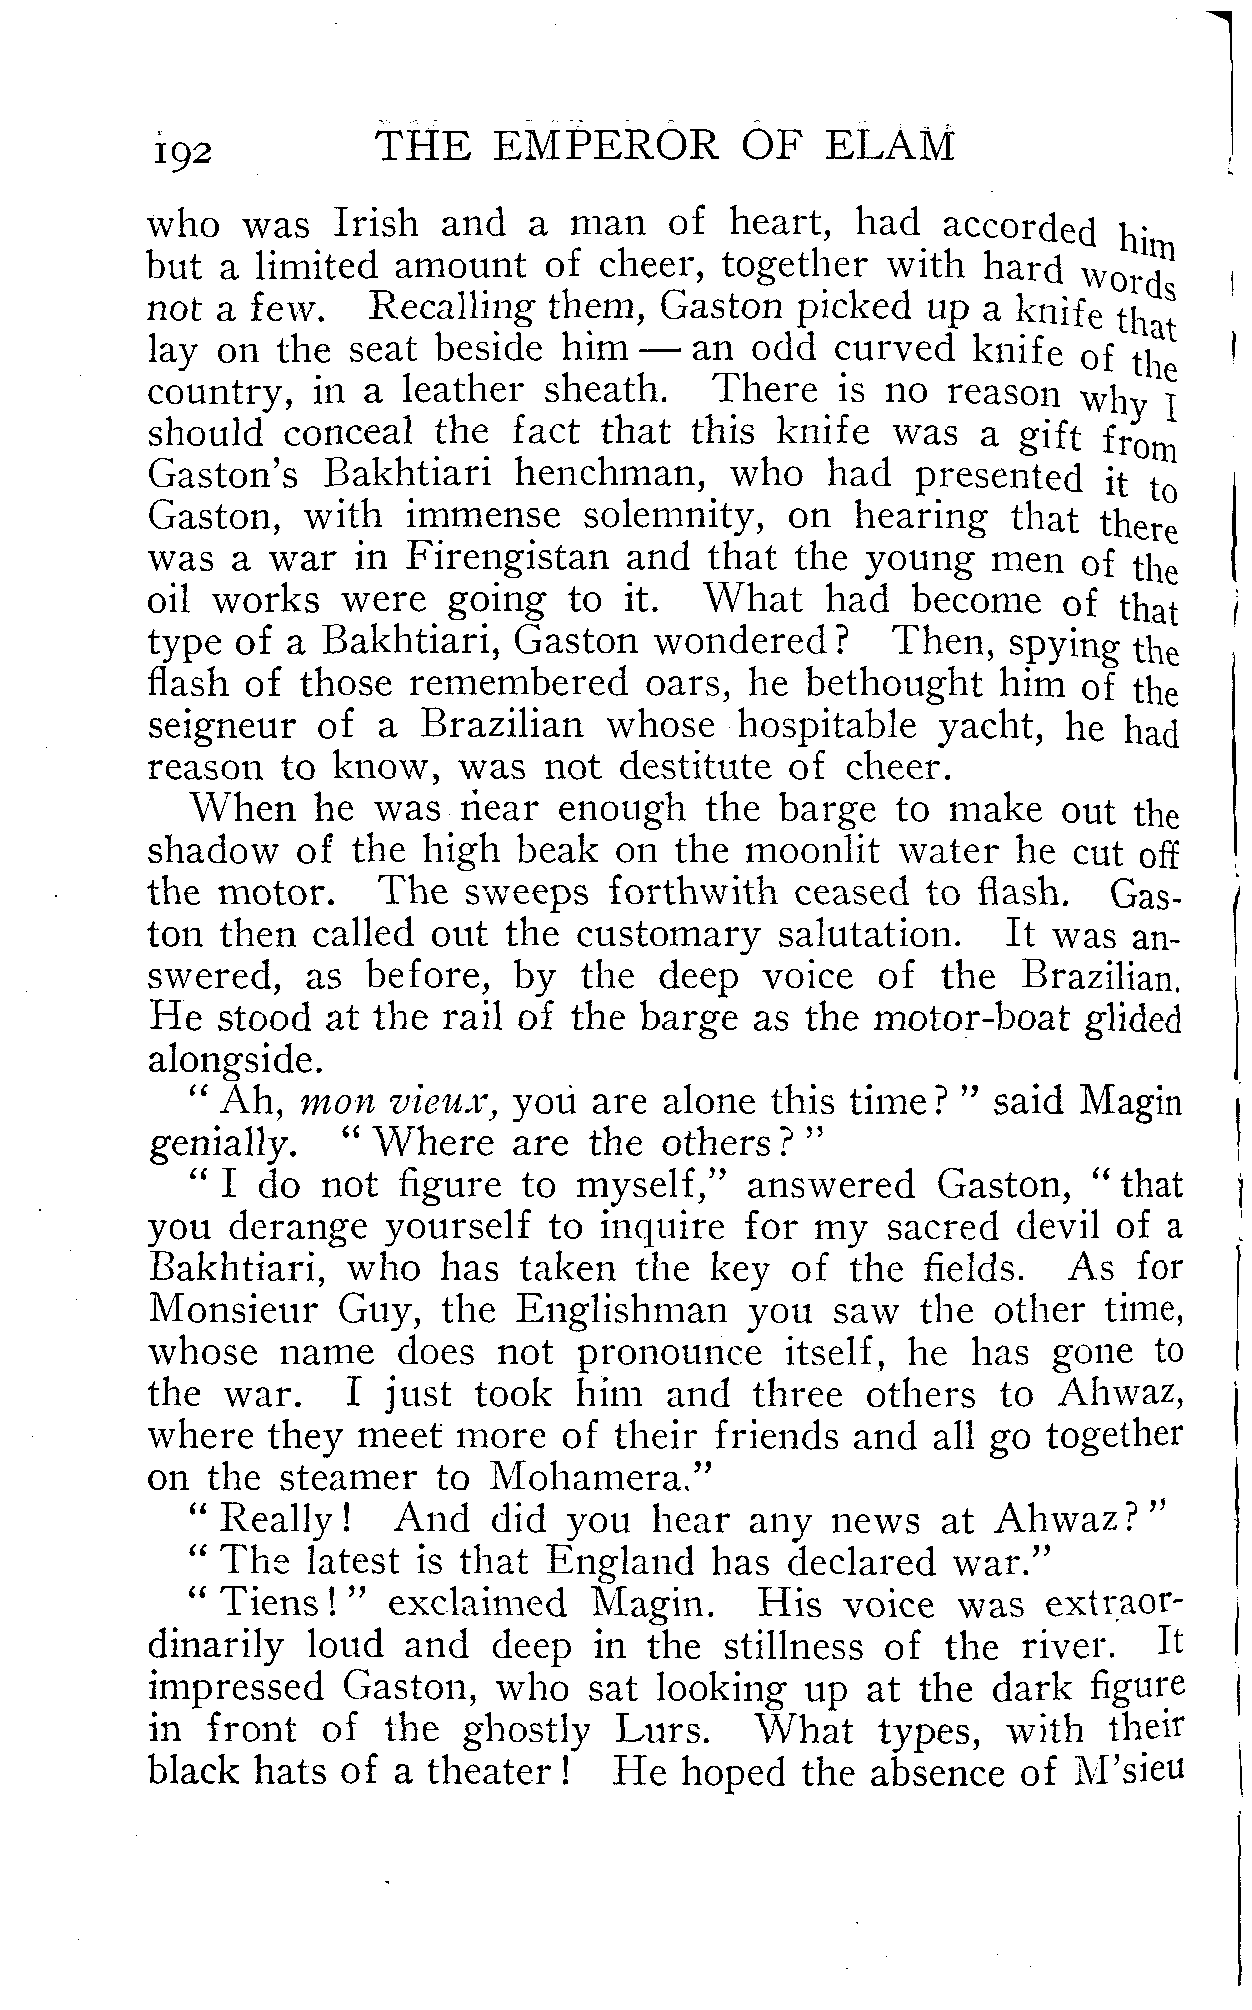 192 THE EMPEROR OF ELAM
who was Irish and a man of heart, had accorded him
but a limited amount of cheer, together with hard words
not a few. Recalling them, Gaston picked up a knife that
lay on the seat beside him — an odd curved knife of the
country, in a leather sheath. There is no reason why I
should conceal the fact that this knife was a gift from
Gaston's Bakhtiari henchman, who had presented it to
Gaston, with immense solemnity, on hearing that there
was a war in Firengistan and that the young men of the
oil works were going to it. What had become of that
type of a Bakhtiari, Gaston wondered? Then, spying the
flash of those remembered oars, he bethought him of the
seigneur of a Brazilian whose hospitable yacht, he had
reason to know, was not destitute of cheer.
When he was near enough the barge to make out the
shadow of the high beak on the moonlit water he cut off
the motor. The sweeps forthwith ceased to flash. Gas-
ton then called out the customary salutation. It was an-
swered, as before, by the deep voice of the Brazilian.
He stood at the rail of the barge as the motor-boat glided
alongside.
" Ah, mon vieux, you are alone this time? " said Magin
genially. " Where are the others? "
" I do not figure to myself," answered Gaston, " that
you derange yourself to inquire for my sacred devil of a
Bakhtiari, who has taken the key of the fields. As for
Monsieur Guy, the Englishman you saw the other time,
whose name does not pronounce itself, he has gone to
the war. I just took him and three others to Ahwaz,
where they meet more of their friends and all go together
on the steamer to Mohamera."
" Really! And did you hear any news at Ahwaz? "
" The latest is that England has declared war."
" Tiens! " exclaimed Magin. His voice was extraor-
dinarily loud and deep in the stillness of the river. It
impressed Gaston, who sat looking up at the dark figure
in front of the ghostly Lurs. What types, with their
black hats of a theater! He hoped the absence of M'sieu